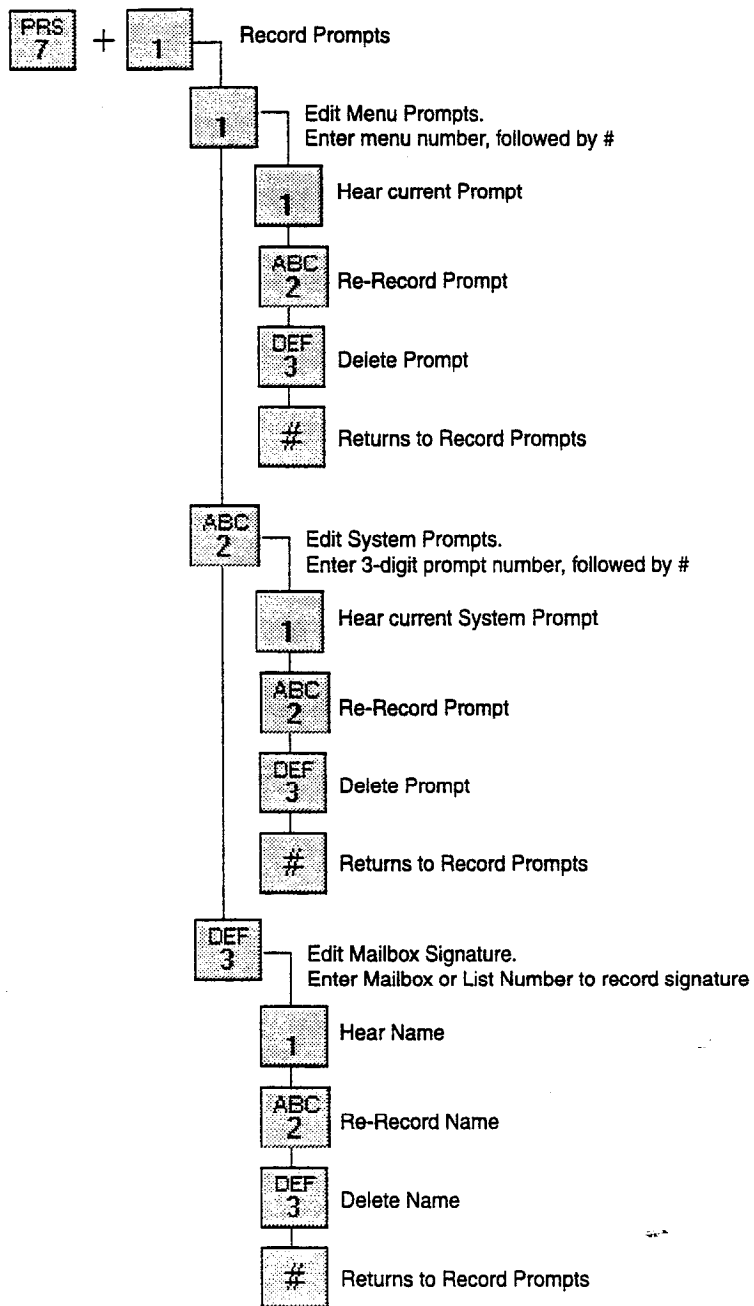 PRS
7 + 1 Record Prompts
1 Edit Menu Prompts.
Enter menu number, followed by #
1 Hear current Prompt
ABC
2 Re-Record Prompt
DEF
3 Delete Prompt
# Returns to Record Prompts
ABC
2 Edit System Prompts.
Enter 3-digit prompt number, followed by #
1 Hear current System Prompt
ABC
2 Re-Record Prompt
DEF
3 Delete Prompt
# Returns to Record Prompts
DEF
3 Edit Mailbox Signature.
Enter Mailbox or List Number to record signature
1 Hear Name
ABC
2 Re-Record Name
DEF
3 Delete Name
# Returns to Record Prompts